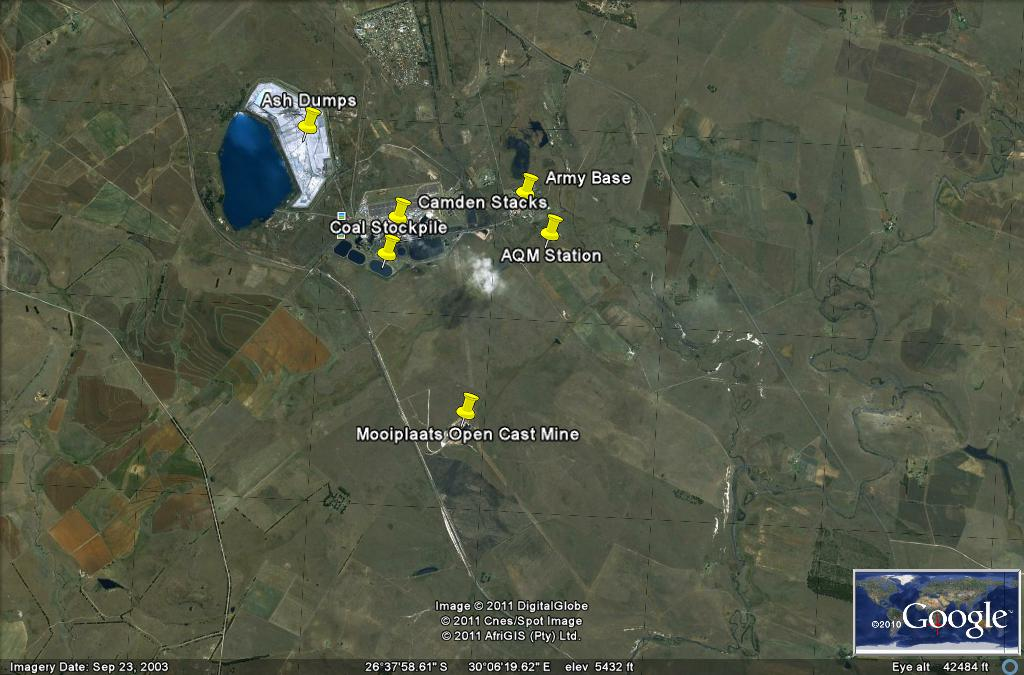 Ash Dumps
Army Base
Camden Stacks
Coal Stockpile
AQM Station
Mooiplaats Open Cast Mine
Image © 2011 DigitalGlobe
© 2011 Cnes/Spot Image
© 2011 AfriGIS (Pty) Ltd.
©2010 Google™
Imagery Date: Sep 23, 2003 26°37'58.61" S 30°06'19.62" E elev 5432 ft Eye alt 42484 ft